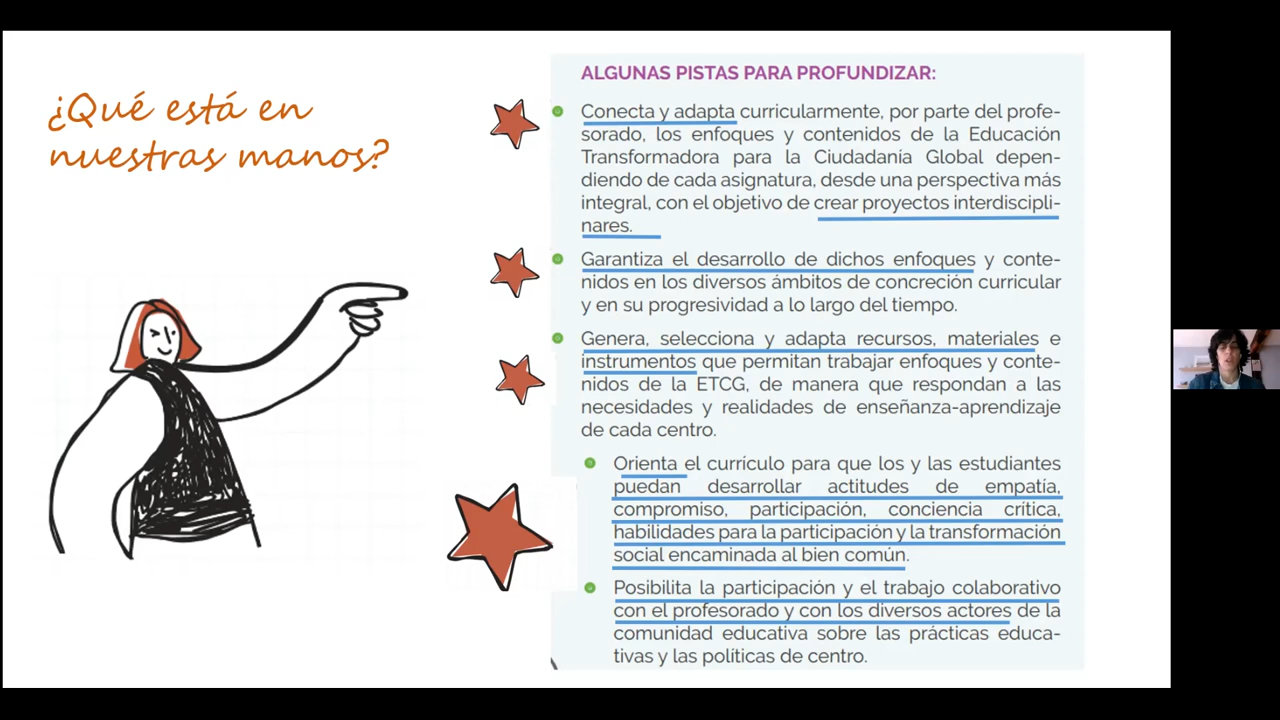 ¿Qué está en
nuestras manos?
ALGUNAS PISTAS PARA PROFUNDIZAR:
Conecta y adapta curricularmente, por parte del profe-
sorado, los enfoques y contenidos de la Educación
Transformadora para la Ciudadanía Global depen-
diendo de cada asignatura, desde una perspectiva más
integral, con el objetivo de crear proyectos interdiscipli-
nares.
Garantiza el desarrollo de dichos enfoques y conte-
nidos en los diversos ámbitos de concreción curricular
y en su progresividad a lo largo del tiempo.
Genera, selecciona y adapta recursos, materiales e
instrumentos que permitan trabajar enfoques y conte-
nidos de la ETCG, de manera que respondan a las
necesidades y realidades de enseñanza-aprendizaje
de cada centro.
Orienta el currículo para que los y las estudiantes
puedan desarrollar actitudes de empatía,
compromiso, participación, conciencia crítica,
habilidades para la participación y la transformación
social encaminada al bien común.
Posibilita la participación y el trabajo colaborativo
con el profesorado y con los diversos actores de la
comunidad educativa sobre las prácticas educa-
tivas y las políticas de centro.